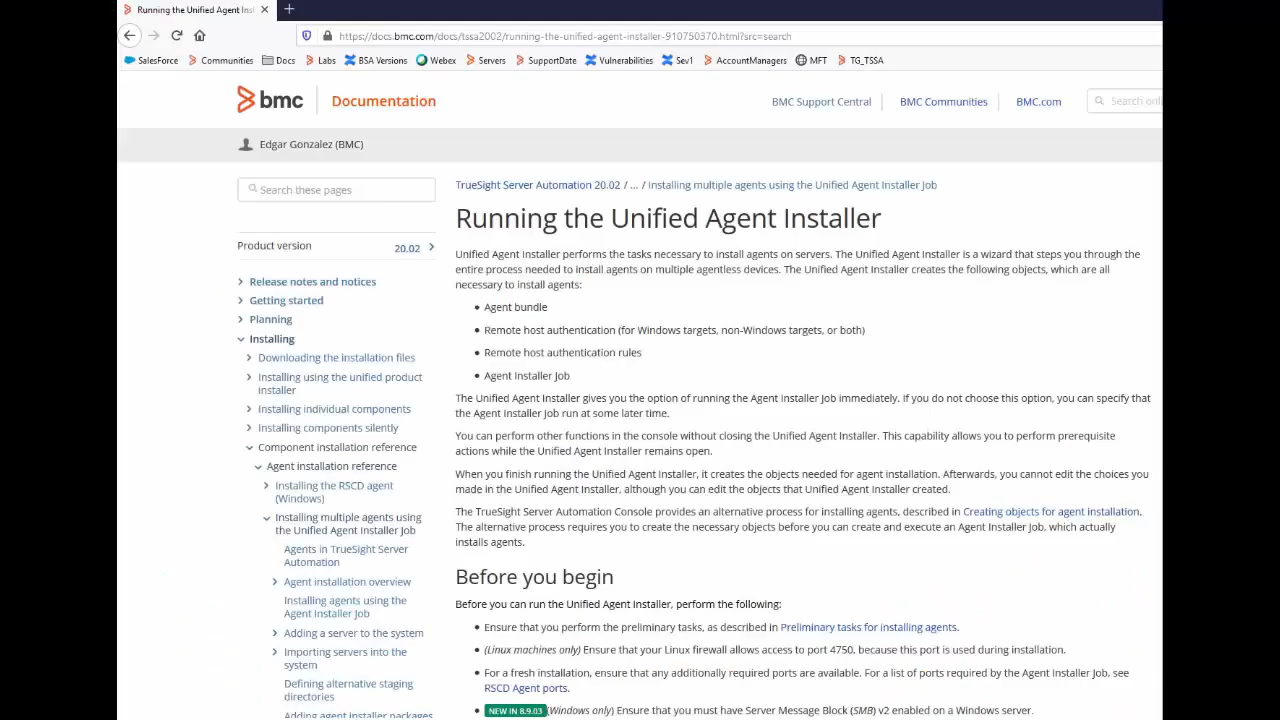 Running the Unified Agent Inst
https://docs.bmc.com/docs/tssa2002/running-the-unified-agent-installer-910750370.html?src=search
SalesForce Communities Docs Labs BSA Versions Webex Servers SupportDate Vulnerabilities Sev1 AccountManagers MFT TG_TSSA
bmc Documentation
BMC Support Central BMC Communities BMC.com Search onl
Edgar Gonzalez (BMC)
Search these pages
Product version 20.02
Release notes and notices
Getting started
Planning
Installing
Downloading the installation files
Installing using the unified product
installer
Installing individual components
Installing components silently
Component installation reference
Agent installation reference
Installing the RSCD agent
(Windows)
Installing multiple agents using
the Unified Agent Installer Job
Agents in TrueSight Server
Automation
Agent installation overview
Installing agents using the
Agent Installer Job
Adding a server to the system
Importing servers into the
system
Defining alternative staging
directories
Adding agent installer packages
TrueSight Server Automation 20.02 / ... / Installing multiple agents using the Unified Agent Installer Job
Running the Unified Agent Installer
Unified Agent Installer performs the tasks necessary to install agents on servers. The Unified Agent Installer is a wizard that steps you through the
entire process needed to install agents on multiple agentless devices. The Unified Agent Installer creates the following objects, which are all
necessary to install agents:
• Agent bundle
• Remote host authentication (for Windows targets, non-Windows targets, or both)
• Remote host authentication rules
• Agent Installer Job
The Unified Agent Installer gives you the option of running the Agent Installer Job immediately. If you do not choose this option, you can specify that
the Agent Installer Job run at some later time.
You can perform other functions in the console without closing the Unified Agent Installer. This capability allows you to perform prerequisite
actions while the Unified Agent Installer remains open.
When you finish running the Unified Agent Installer, it creates the objects needed for agent installation. Afterwards, you cannot edit the choices you
made in the Unified Agent Installer, although you can edit the objects that Unified Agent Installer created.
The TrueSight Server Automation Console provides an alternative process for installing agents, described in Creating objects for agent installation.
The alternative process requires you to create the necessary objects before you can create and execute an Agent Installer Job, which actually
installs agents.
Before you begin
Before you can run the Unified Agent Installer, perform the following:
• Ensure that you perform the preliminary tasks, as described in Preliminary tasks for installing agents.
• (Linux machines only) Ensure that your Linux firewall allows access to port 4750, because this port is used during installation.
• For a fresh installation, ensure that any additionally required ports are available. For a list of ports required by the Agent Installer Job, see
RSCD Agent ports.
• NEW IN 8.9.03 (Windows only) Ensure that you must have Server Message Block (SMB) v2 enabled on a Windows server.